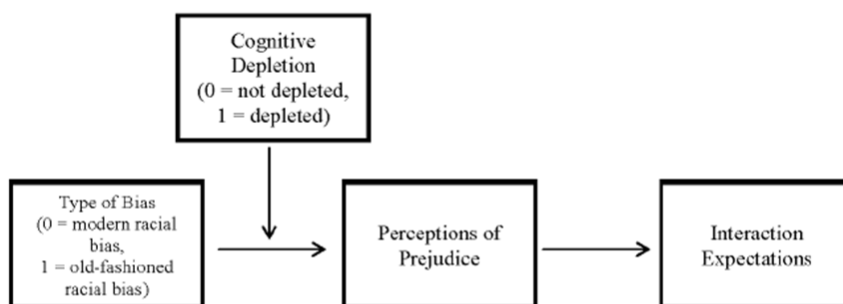 Cognitive
Depletion
(0 = not depleted,
1 = depleted)
Type of Bias
(0 = modern racial
bias,
1 = old-fashioned
racial bias)
Perceptions of
Prejudice
Interaction
Expectations